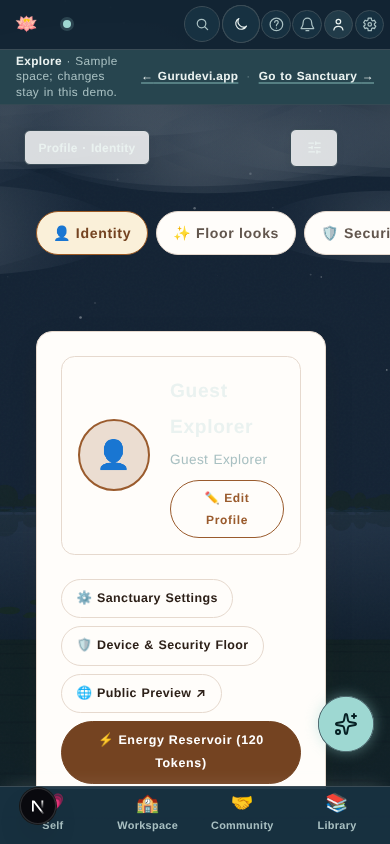 Explore · Sample
space; changes
stay in this demo.
← Gurudevi.app · Go to Sanctuary →
Profile · Identity
Identity
Floor looks
Securi
Guest
Explorer
Guest Explorer
Edit
Profile
Sanctuary Settings
Device & Security Floor
Public Preview ↗
Energy Reservoir (120
Tokens)
N
Self
Workspace
Community
Library